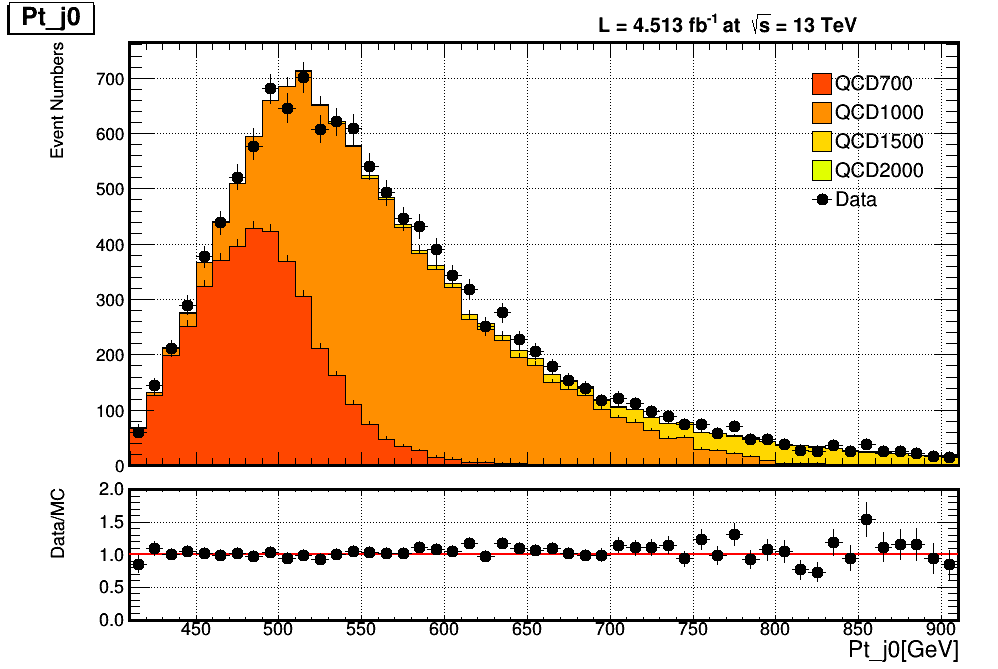 Pt_j0
L = 4.513 fb⁻¹ at √s = 13 TeV
Event Numbers
700
600
500
400
300
200
100
0
QCD700
QCD1000
QCD1500
QCD2000
Data
Data/MC
2.0
1.5
1.0
0.5
0.0
450 500 550 600 650 700 750 800 850 900
Pt_j0[GeV]